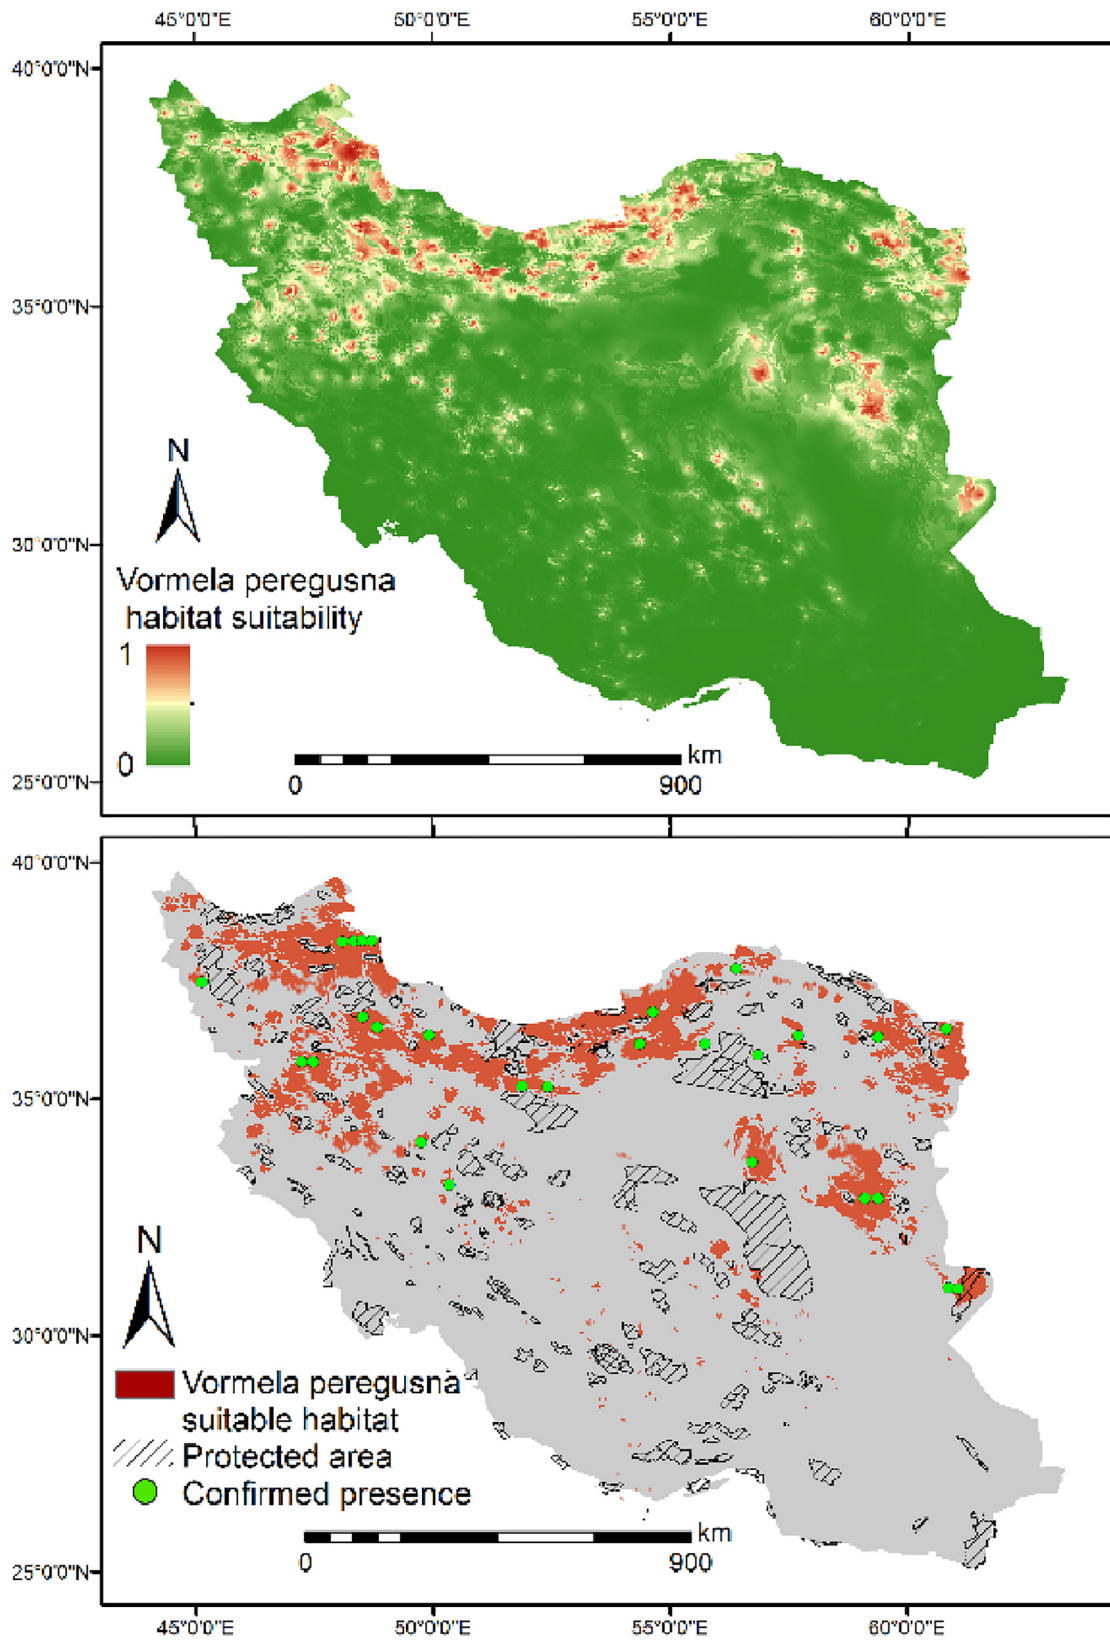 45°0'0"E 50°0'0"E 55°0'0"E 60°0'0"E
40°0'0"N
35°0'0"N
30°0'0"N
25°0'0"N
N
Vormela peregusna
habitat suitability
1
0
km
0 900
40°0'0"N
35°0'0"N
30°0'0"N
25°0'0"N
N
Vormela peregusna
suitable habitat
Protected area
Confirmed presence
km
0 900
45°0'0"E 50°0'0"E 55°0'0"E 60°0'0"E